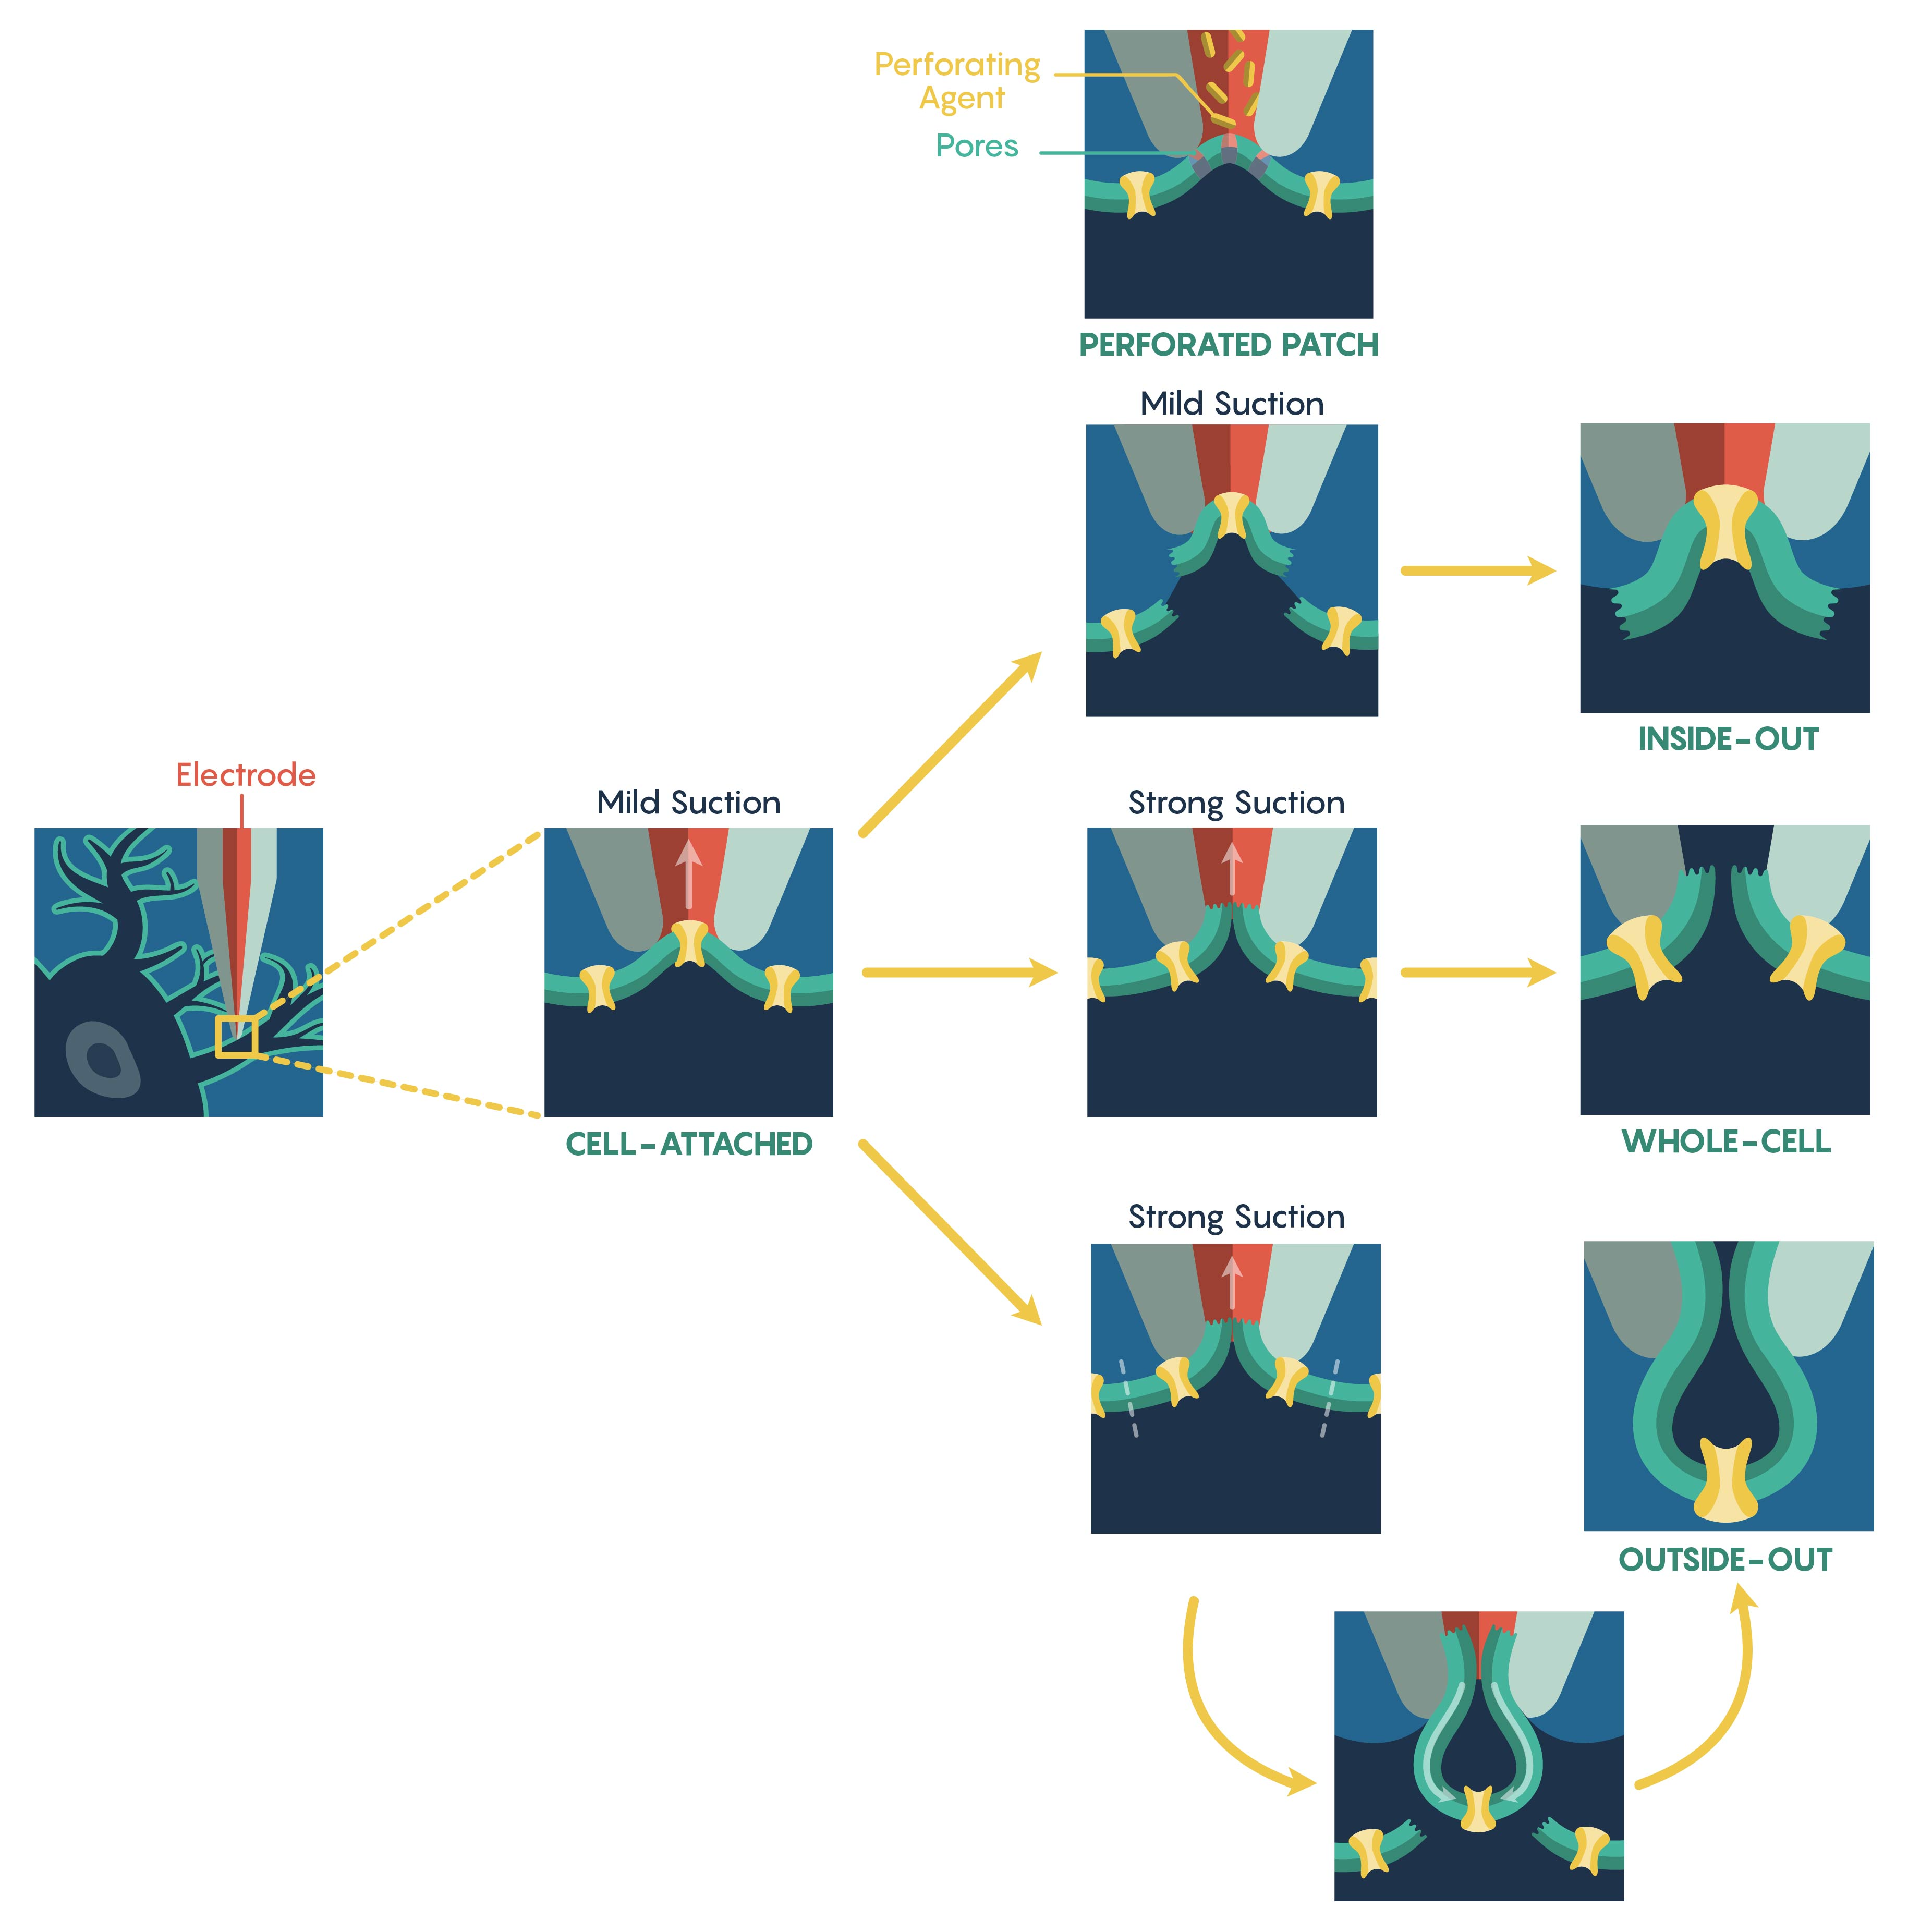 Perforating
Agent
Pores
PERFORATED PATCH
Mild Suction
INSIDE-OUT
Electrode
Mild Suction
CELL-ATTACHED
Strong Suction
WHOLE-CELL
Strong Suction
OUTSIDE-OUT